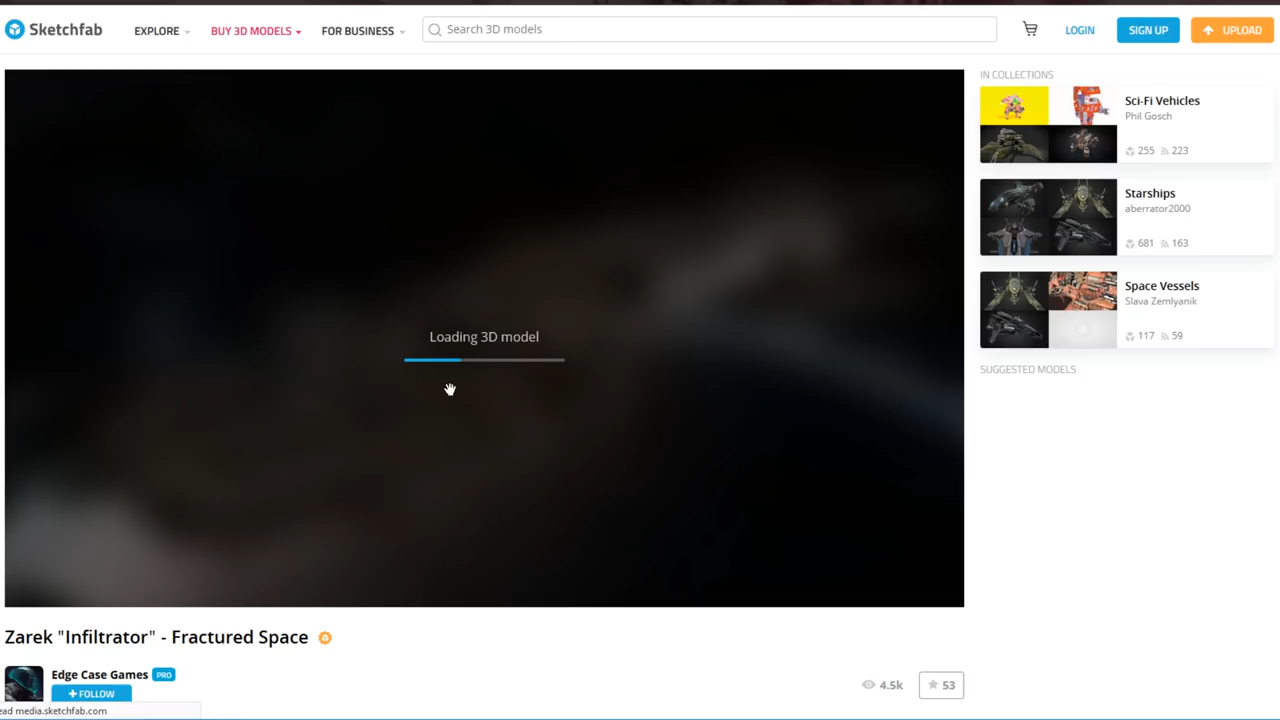 Sketchfab
EXPLORE
BUY 3D MODELS
FOR BUSINESS
Search 3D models
LOGIN
SIGN UP
UPLOAD
Loading 3D model
IN COLLECTIONS
Sci-Fi Vehicles
Phil Gosch
255 223
Starships
aberrator2000
681 163
Space Vessels
Slava Zemlyanik
117 59
SUGGESTED MODELS
Zarek "Infiltrator" - Fractured Space
Edge Case Games PRO
+ FOLLOW
4.5k
53
media.sketchfab.com